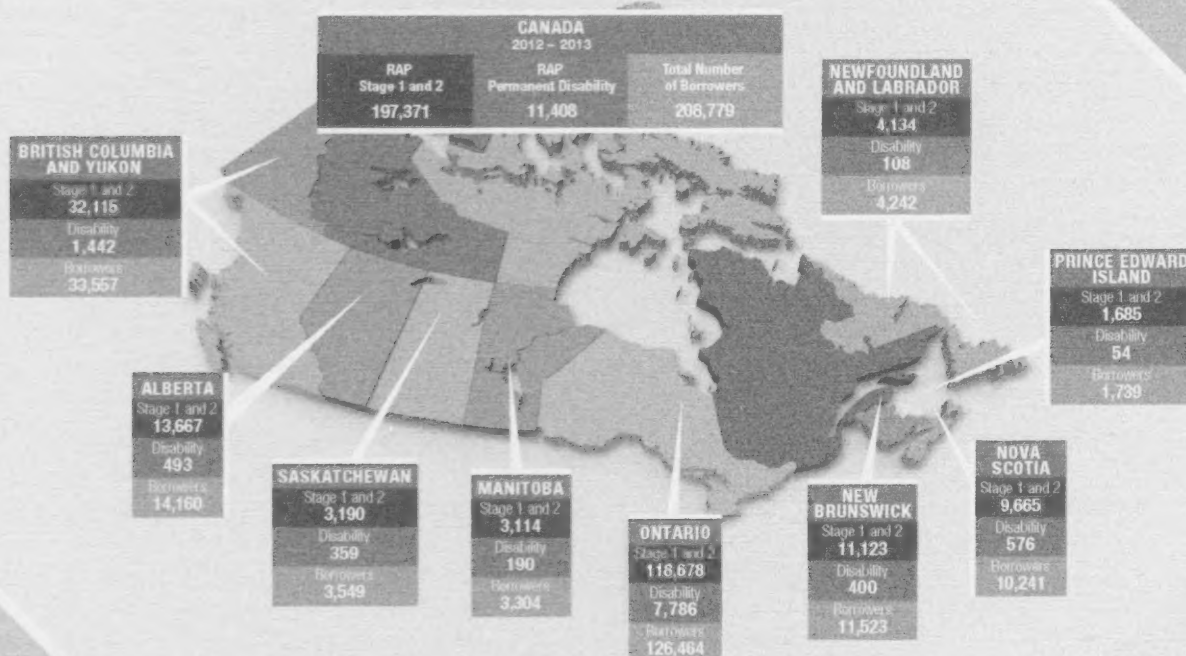 CANADA
2012 – 2013
RAP
Stage 1 and 2
197,371
RAP
Permanent Disability
11,408
Total Number
of Borrowers
208,779
BRITISH COLUMBIA
AND YUKON
Stage 1 and 2
32,115
Disability
1,442
Borrowers
33,557
ALBERTA
Stage 1 and 2
13,667
Disability
493
Borrowers
14,160
SASKATCHEWAN
Stage 1 and 2
3,190
Disability
359
Borrowers
3,549
MANITOBA
Stage 1 and 2
3,114
Disability
190
Borrowers
3,304
ONTARIO
Stage 1 and 2
118,678
Disability
7,786
Borrowers
126,464
NEW
BRUNSWICK
Stage 1 and 2
11,123
Disability
400
Borrowers
11,523
NOVA
SCOTIA
Stage 1 and 2
9,665
Disability
576
Borrowers
10,241
PRINCE EDWARD
ISLAND
Stage 1 and 2
1,685
Disability
54
Borrowers
1,739
NEWFOUNDLAND
AND LABRADOR
Stage 1 and 2
4,134
Disability
108
Borrowers
4,242